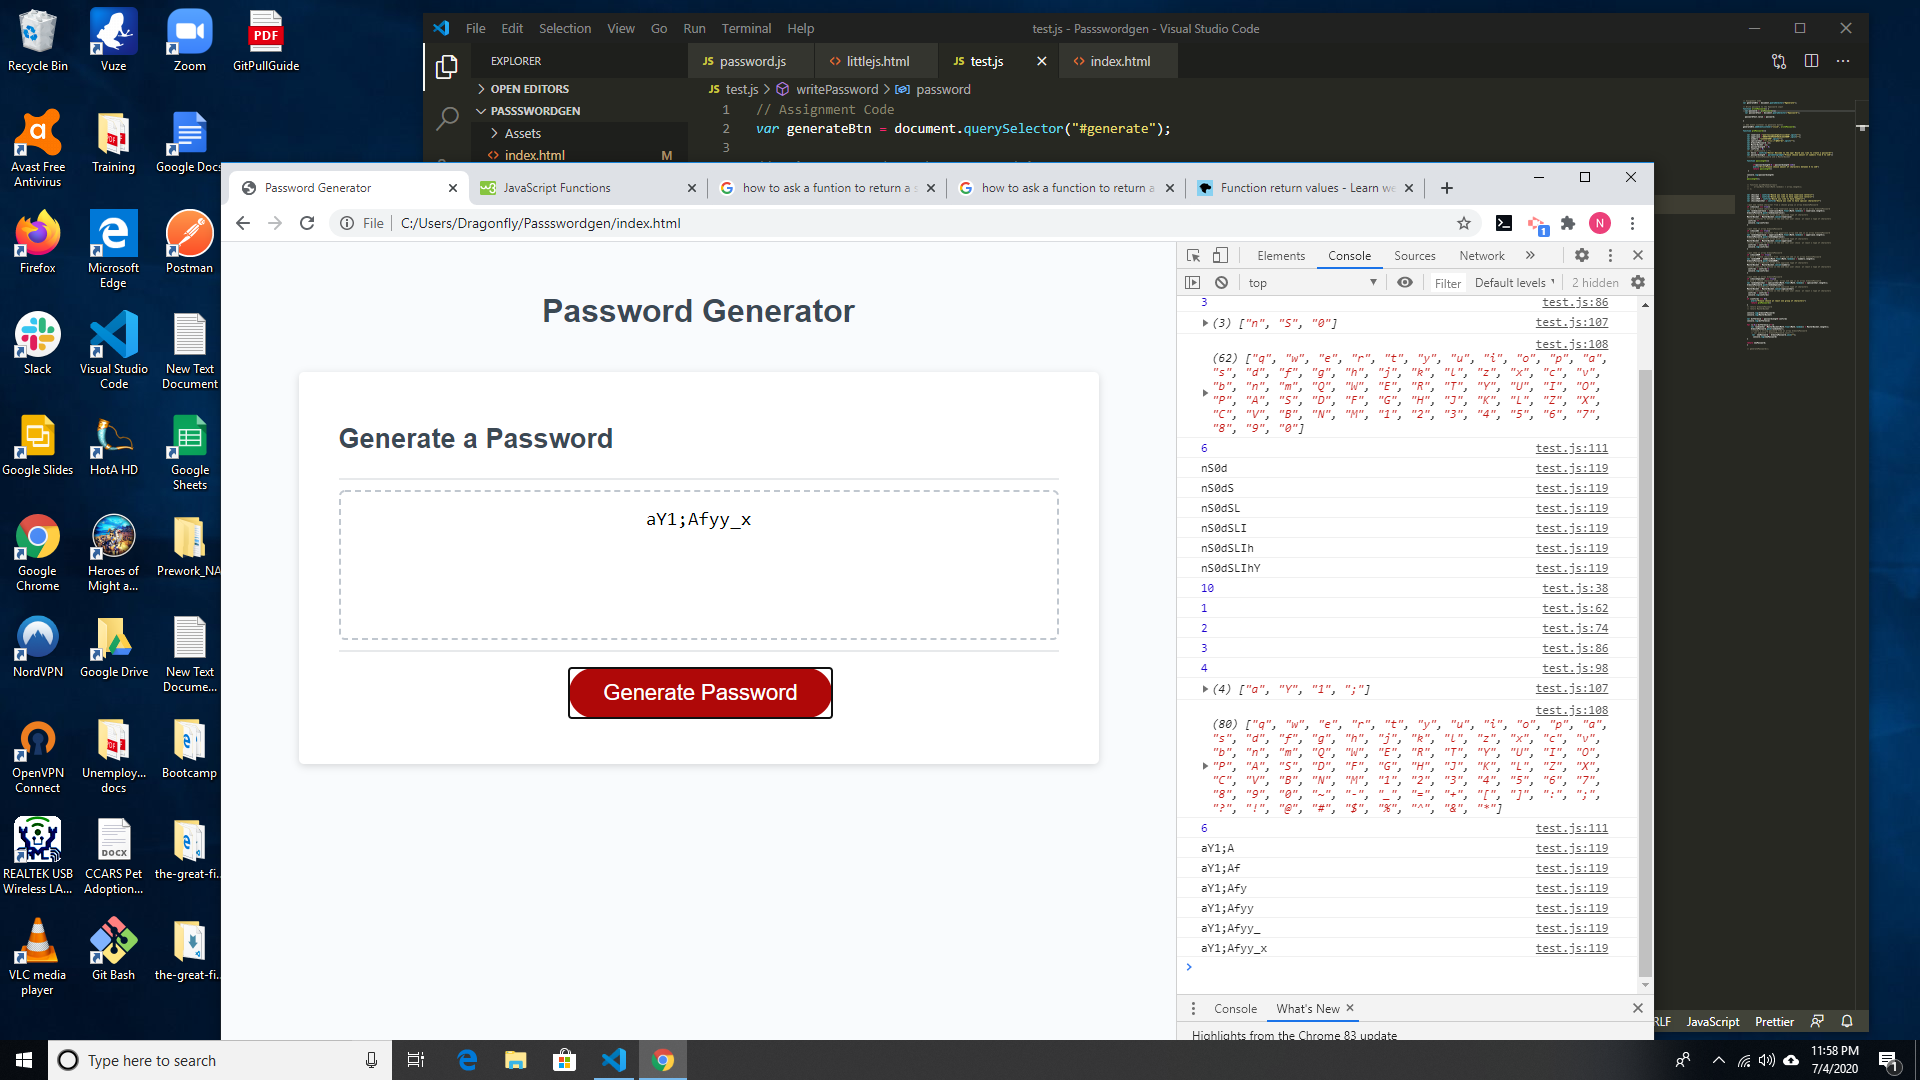 Recycle Bin
Vuze
Zoom
GitPullGuide
Avast Free Antivirus
Training
Google Docs
Firefox
Microsoft Edge
Postman
Slack
Visual Studio Code
New Text Document
Google Slides
HotA HD
Google Sheets
Google Chrome
Heroes of Might a...
Prework_NA
NordVPN
Google Drive
New Text Docume...
OpenVPN Connect
Unemploy... docs
Bootcamp
REALTEK USB Wireless LA...
CCARS Pet Adoption...
the-great-fi...
VLC media player
Git Bash
the-great-fi...
File Edit Selection View Go Run Terminal Help
test.js - Passswordgen - Visual Studio Code
EXPLORER
OPEN EDITORS
PASSSWORDGEN
Assets
index.html M
JS password.js
littlejs.html
JS test.js
index.html
JS test.js > writePassword > password
1 // Assignment Code
2 var generateBtn = document.querySelector("#generate");
3
Password Generator
JavaScript Functions
how to ask a funtion to return a s
how to ask a function to return a
Function return values - Learn we
File C:/Users/Dragonfly/Passswordgen/index.html
1
N
Password Generator
Generate a Password
aY1;Afyy_x
Generate Password
Elements Console Sources Network »
top Filter Default levels 2 hidden
3 test.js:86
(3) ["n", "S", "0"] test.js:107
test.js:108
(62) ["q", "w", "e", "r", "t", "y", "u", "i", "o", "p", "a",
"s", "d", "f", "g", "h", "j", "k", "l", "z", "x", "c", "v",
"b", "n", "m", "Q", "W", "E", "R", "T", "Y", "U", "I", "O",
"P", "A", "S", "D", "F", "G", "H", "J", "K", "L", "Z", "X",
"C", "V", "B", "N", "M", "1", "2", "3", "4", "5", "6", "7",
"8", "9", "0"]
6 test.js:111
nS0d test.js:119
nS0dS test.js:119
nS0dSL test.js:119
nS0dSLI test.js:119
nS0dSLIh test.js:119
nS0dSLIhY test.js:119
10 test.js:38
1 test.js:62
2 test.js:74
3 test.js:86
4 test.js:98
(4) ["a", "Y", "1", ";"] test.js:107
test.js:108
(80) ["q", "w", "e", "r", "t", "y", "u", "i", "o", "p", "a",
"s", "d", "f", "g", "h", "j", "k", "l", "z", "x", "c", "v",
"b", "n", "m", "Q", "W", "E", "R", "T", "Y", "U", "I", "O",
"P", "A", "S", "D", "F", "G", "H", "J", "K", "L", "Z", "X",
"C", "V", "B", "N", "M", "1", "2", "3", "4", "5", "6", "7",
"8", "9", "0", "~", "-", "_", "=", "+", "[", "]", ":", ";",
"?", "!", "@", "#", "$", "%", "^", "&", "*"]
6 test.js:111
aY1;A test.js:119
aY1;Af test.js:119
aY1;Afy test.js:119
aY1;Afyy test.js:119
aY1;Afyy_ test.js:119
aY1;Afyy_x test.js:119
Console What's New
Highlights from the Chrome 83 update
RLF JavaScript Prettier
Type here to search
11:58 PM
7/4/2020
1